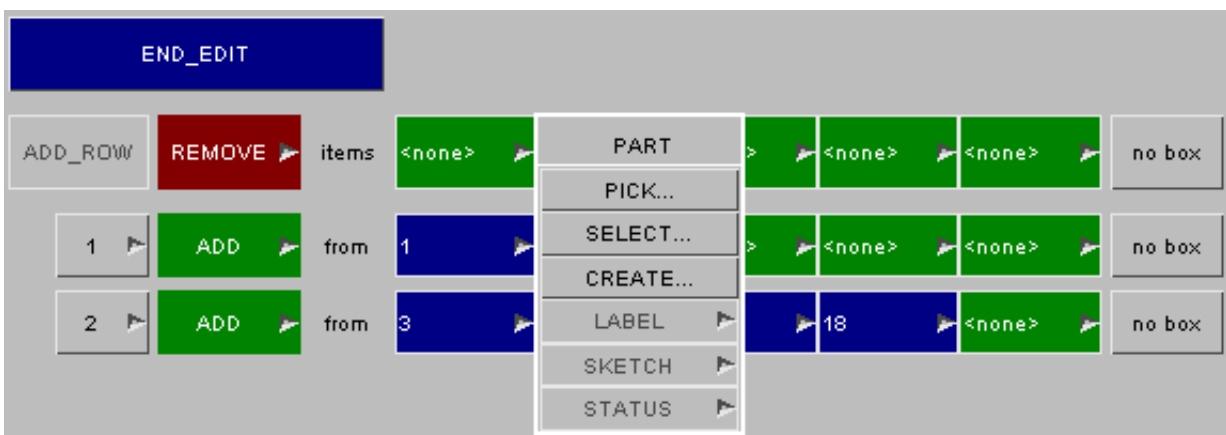 END_EDIT
ADD_ROW REMOVE items <none> PART > <none> <none> no box
PICK...
1 ADD from 1 SELECT... > <none> <none> no box
CREATE...
2 ADD from 3 LABEL 18 <none> no box
SKETCH
STATUS